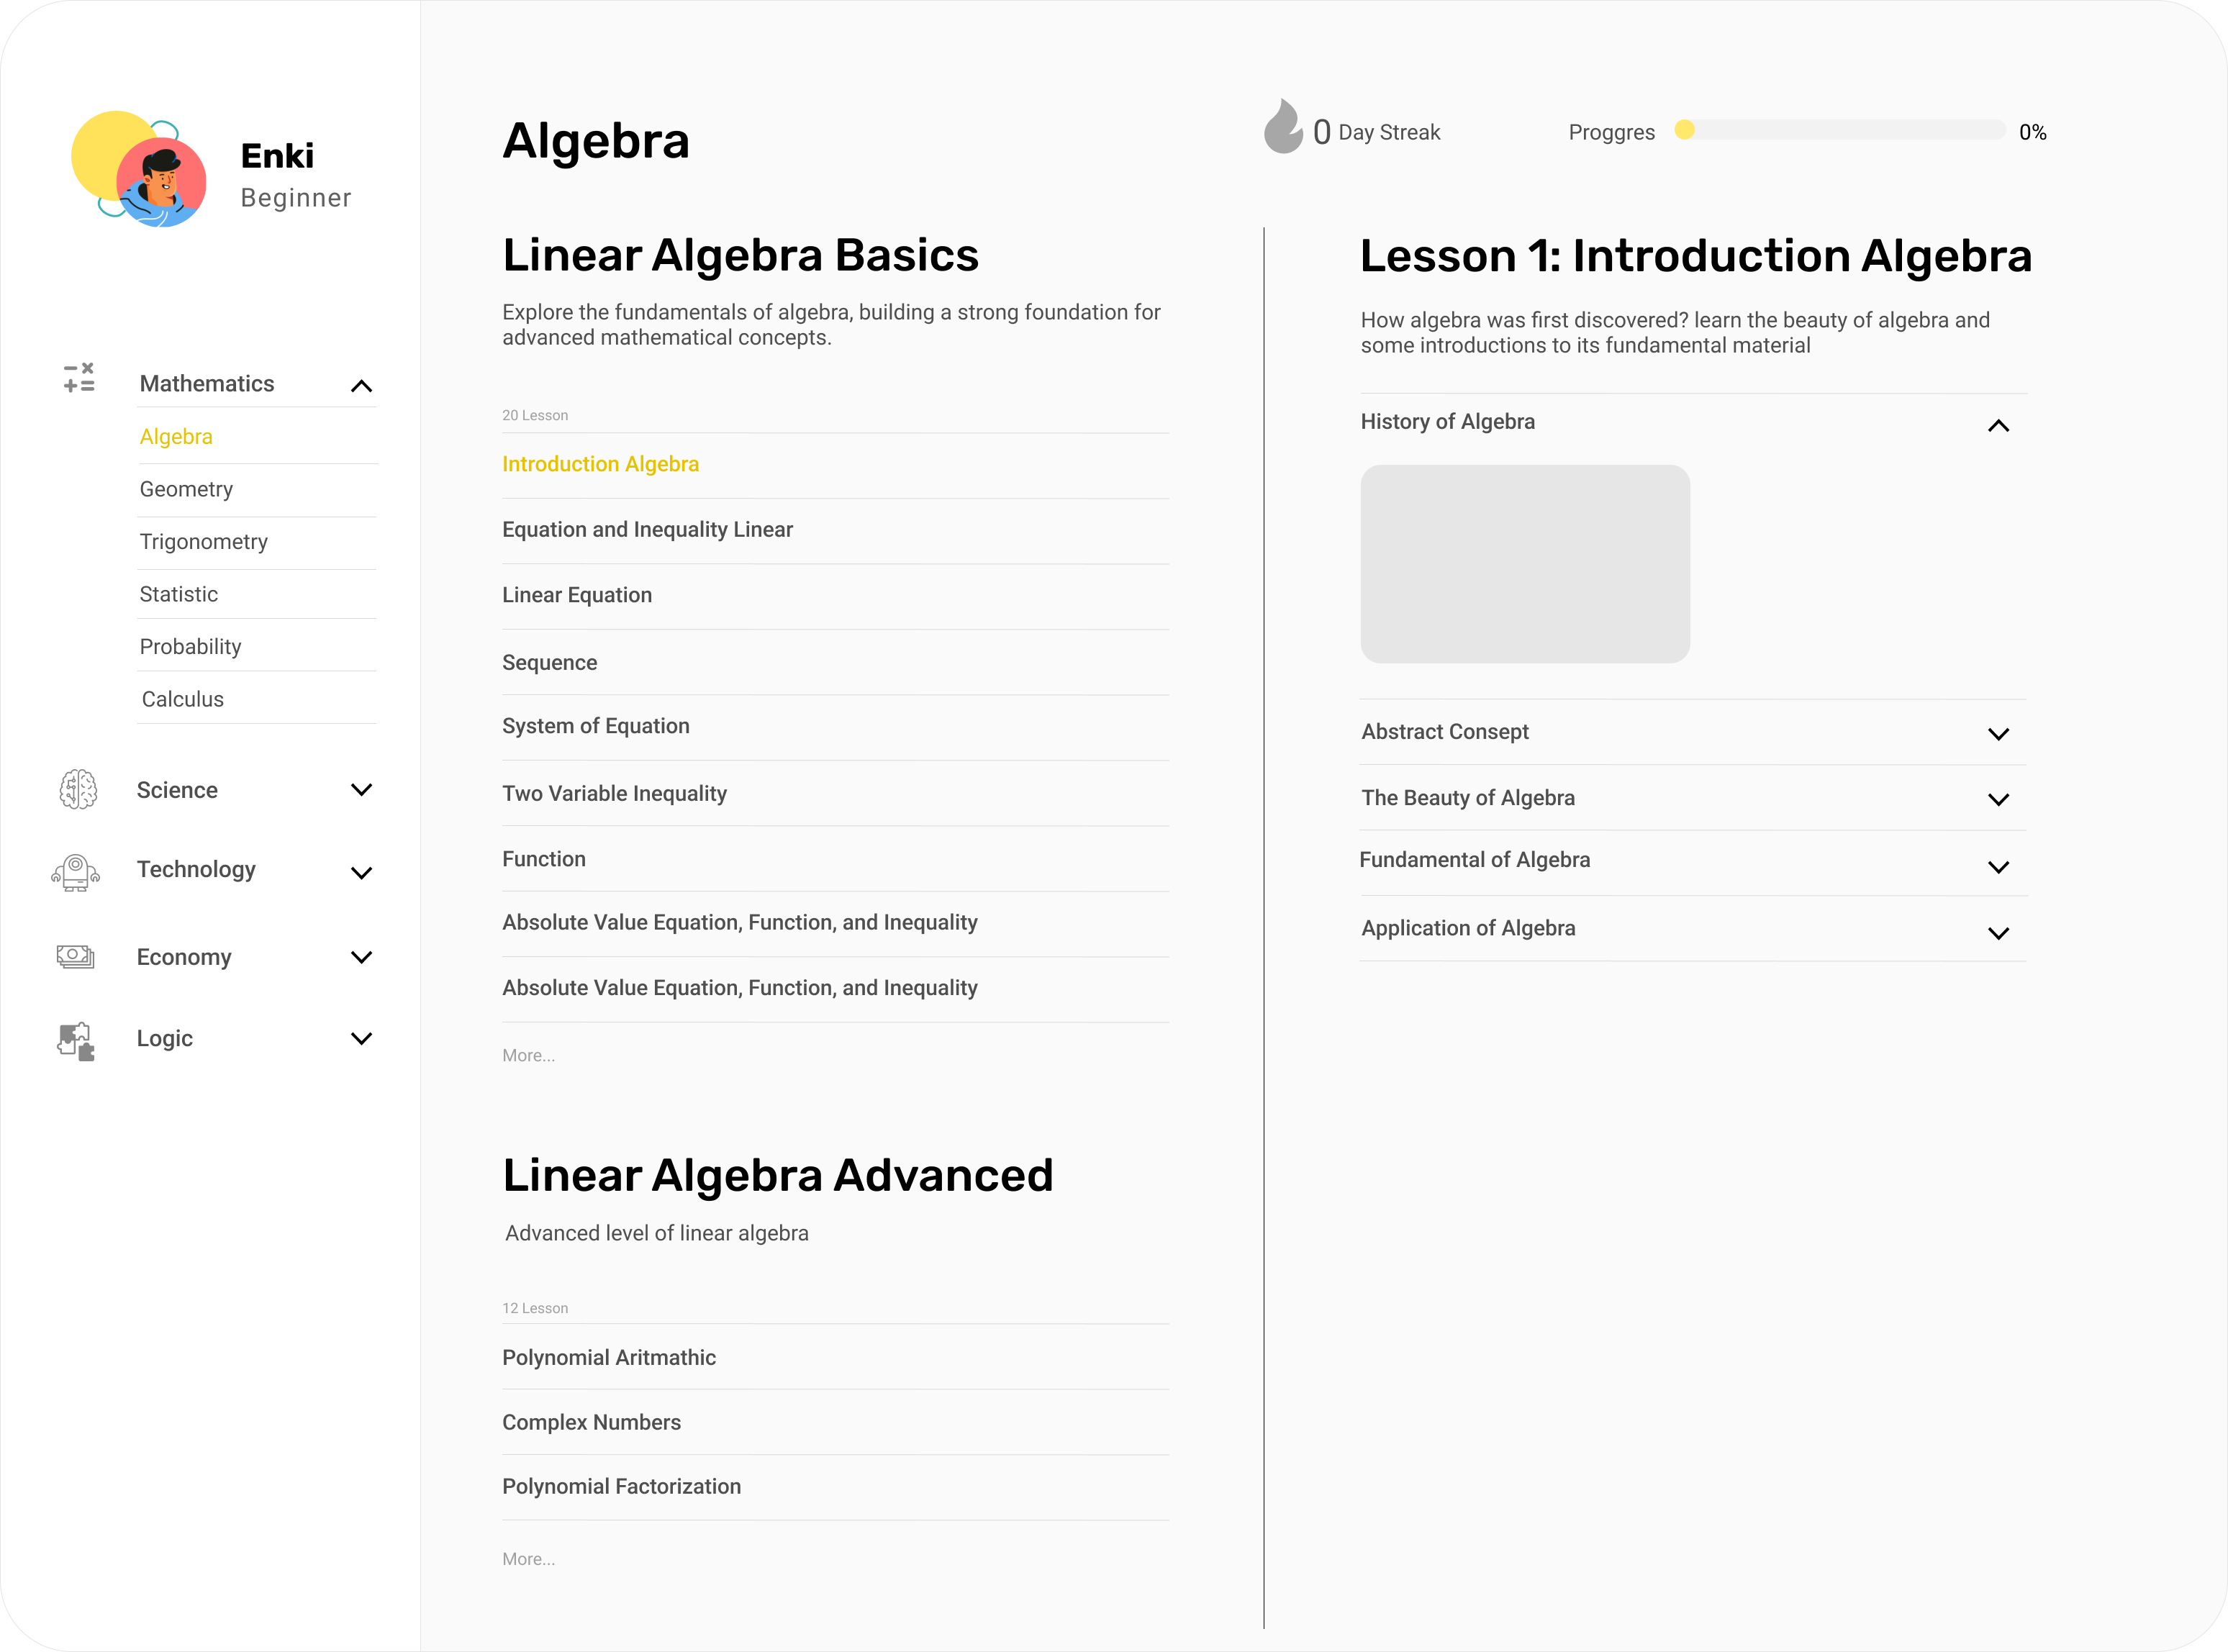 Enki
Beginner
Mathematics
Algebra
Geometry
Trigonometry
Statistic
Probability
Calculus
Science
Technology
Economy
Logic
Algebra
0 Day Streak
Proggres
0%
Linear Algebra Basics
Explore the fundamentals of algebra, building a strong foundation for
advanced mathematical concepts.
20 Lesson
Introduction Algebra
Equation and Inequality Linear
Linear Equation
Sequence
System of Equation
Two Variable Inequality
Function
Absolute Value Equation, Function, and Inequality
Absolute Value Equation, Function, and Inequality
More...
Linear Algebra Advanced
Advanced level of linear algebra
12 Lesson
Polynomial Aritmathic
Complex Numbers
Polynomial Factorization
More...
Lesson 1: Introduction Algebra
How algebra was first discovered? learn the beauty of algebra and
some introductions to its fundamental material
History of Algebra
Abstract Consept
The Beauty of Algebra
Fundamental of Algebra
Application of Algebra